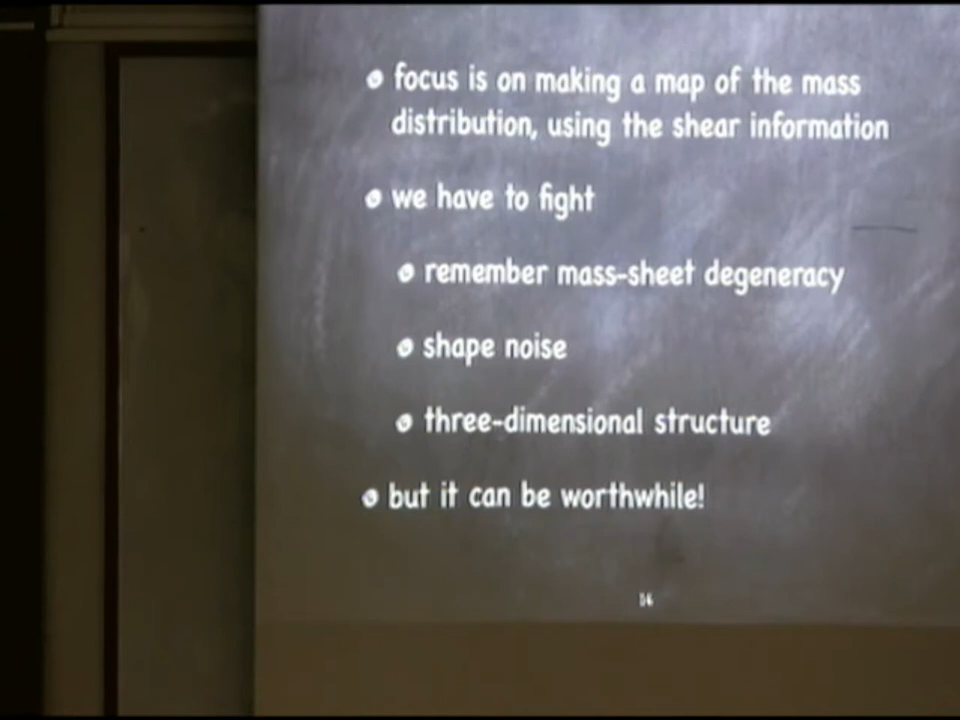 focus is on making a map of the mass
distribution, using the shear information
we have to fight
remember mass-sheet degeneracy
shape noise
three-dimensional structure
but it can be worthwhile!